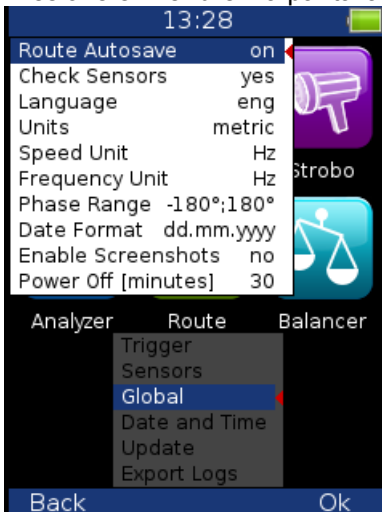 13:28
Route Autosave on
Check Sensors yes
Language eng
Units metric
Speed Unit Hz
Frequency Unit Hz
Phase Range -180°;180°
Date Format dd.mm.yyyy
Enable Screenshots no
Power Off [minutes] 30
Strobo
Analyzer Route Balancer
Trigger
Sensors
Global
Date and Time
Update
Export Logs
Back Ok